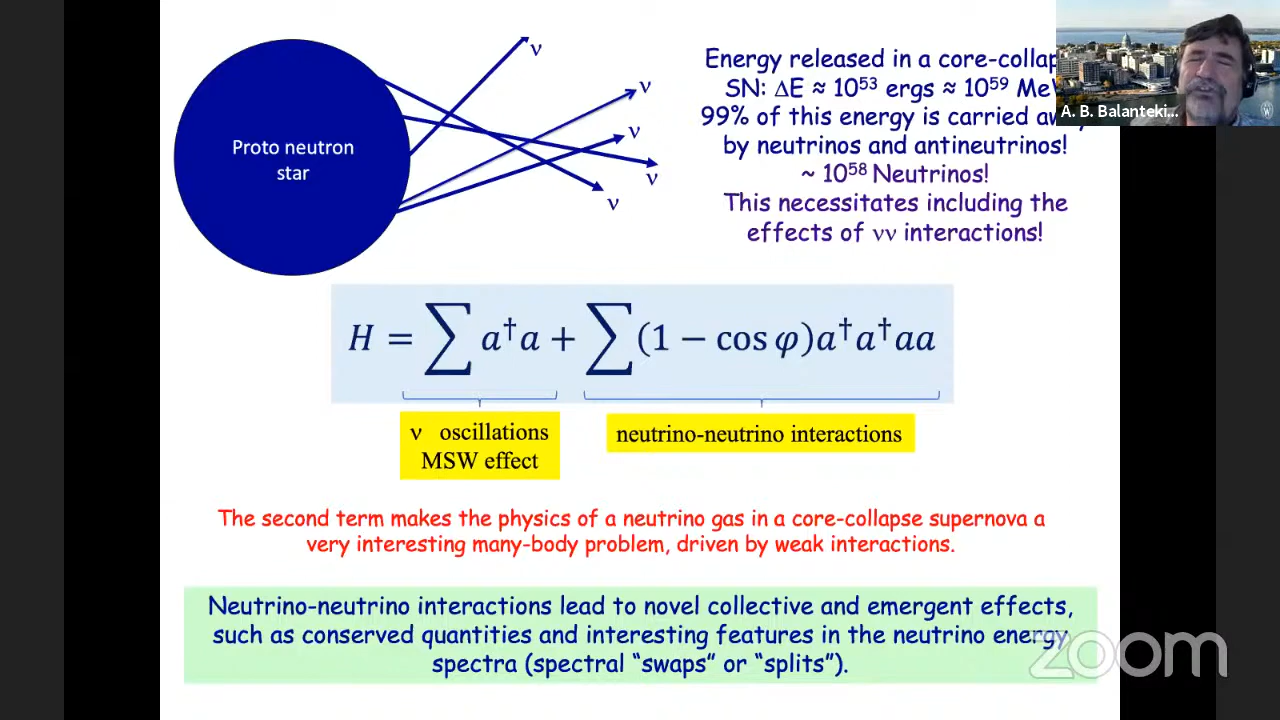 ν
ν
ν
ν
ν
Proto neutron
star
Energy released in a core-collap
SN: ΔE ≈ 10⁵³ ergs ≈ 10⁵⁹ MeV
99% of this energy is carried away
by neutrinos and antineutrinos!
~ 10⁵⁸ Neutrinos!
This necessitates including the
effects of νν interactions!
A. B. Balanteki...
H = ∑ a†a + ∑(1 − cos φ)a†a†aa
ν oscillations
MSW effect
neutrino-neutrino interactions
The second term makes the physics of a neutrino gas in a core-collapse supernova a
very interesting many-body problem, driven by weak interactions.
Neutrino-neutrino interactions lead to novel collective and emergent effects,
such as conserved quantities and interesting features in the neutrino energy
spectra (spectral “swaps” or “splits”).
zoom